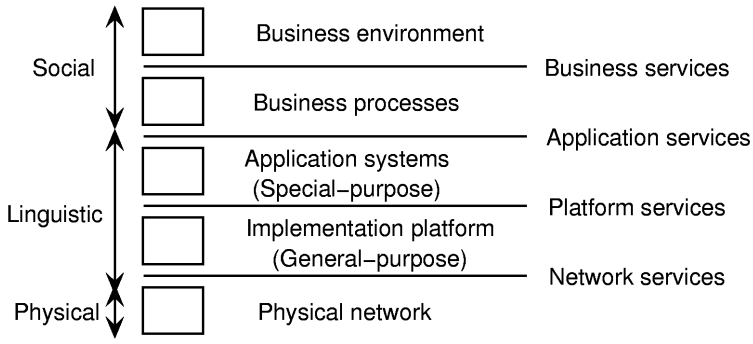 Business environment
Social
Business services
Business processes
Application services
Application systems
(Special−purpose)
Linguistic
Platform services
Implementation platform
(General−purpose)
Network services
Physical
Physical network